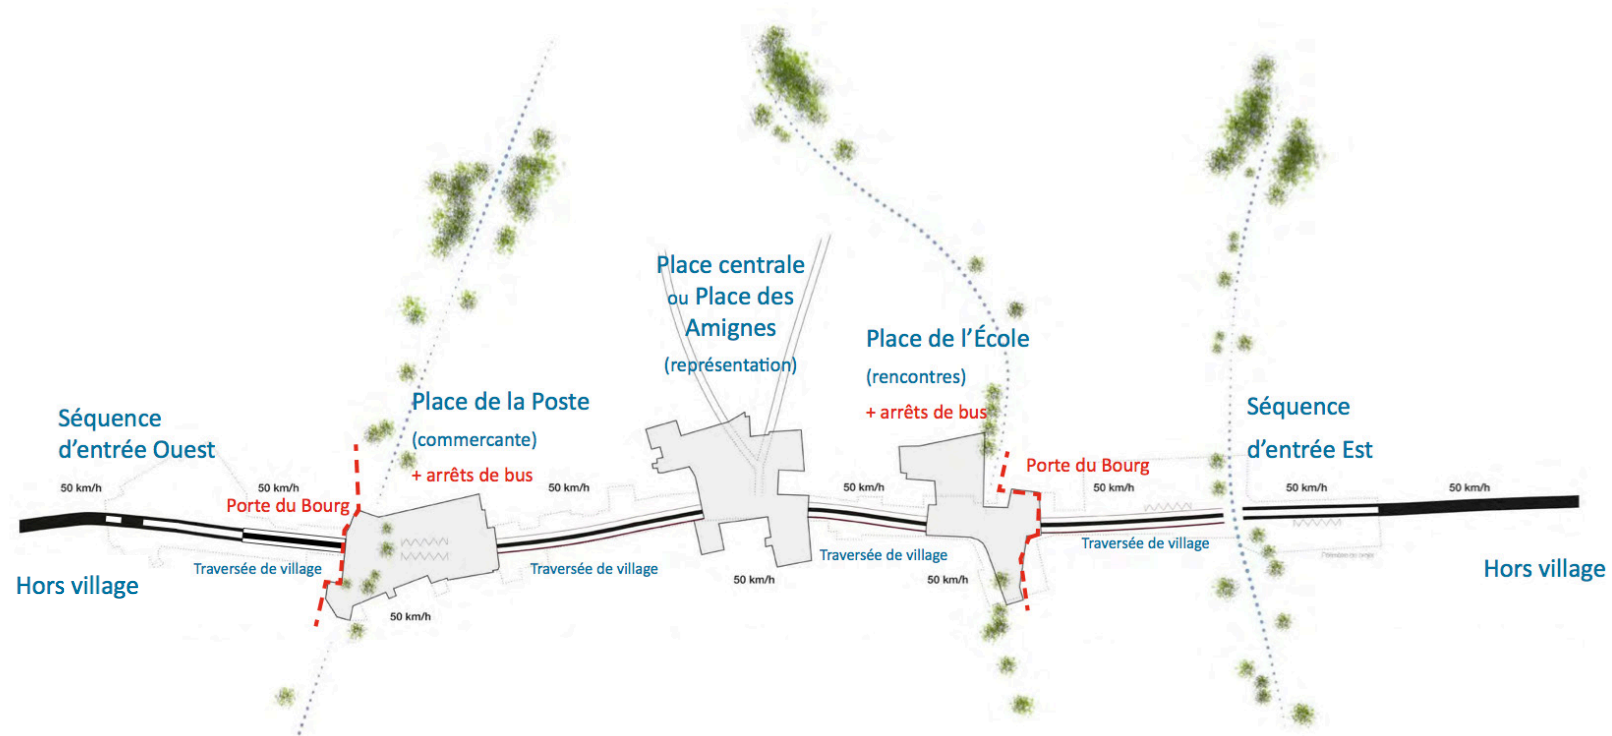 Place centrale
ou Place des
Amignes
(représentation)
Place de l'École
(rencontres)
+ arrêts de bus
Place de la Poste
(commercante)
+ arrêts de bus
Séquence
d'entrée Ouest
Séquence
d'entrée Est
Porte du Bourg
Porte du Bourg
50 km/h
50 km/h
50 km/h
50 km/h
50 km/h
50 km/h
50 km/h
Traversée de village
Traversée de village
Traversée de village
Traversée de village
Hors village
Hors village
50 km/h
50 km/h
50 km/h